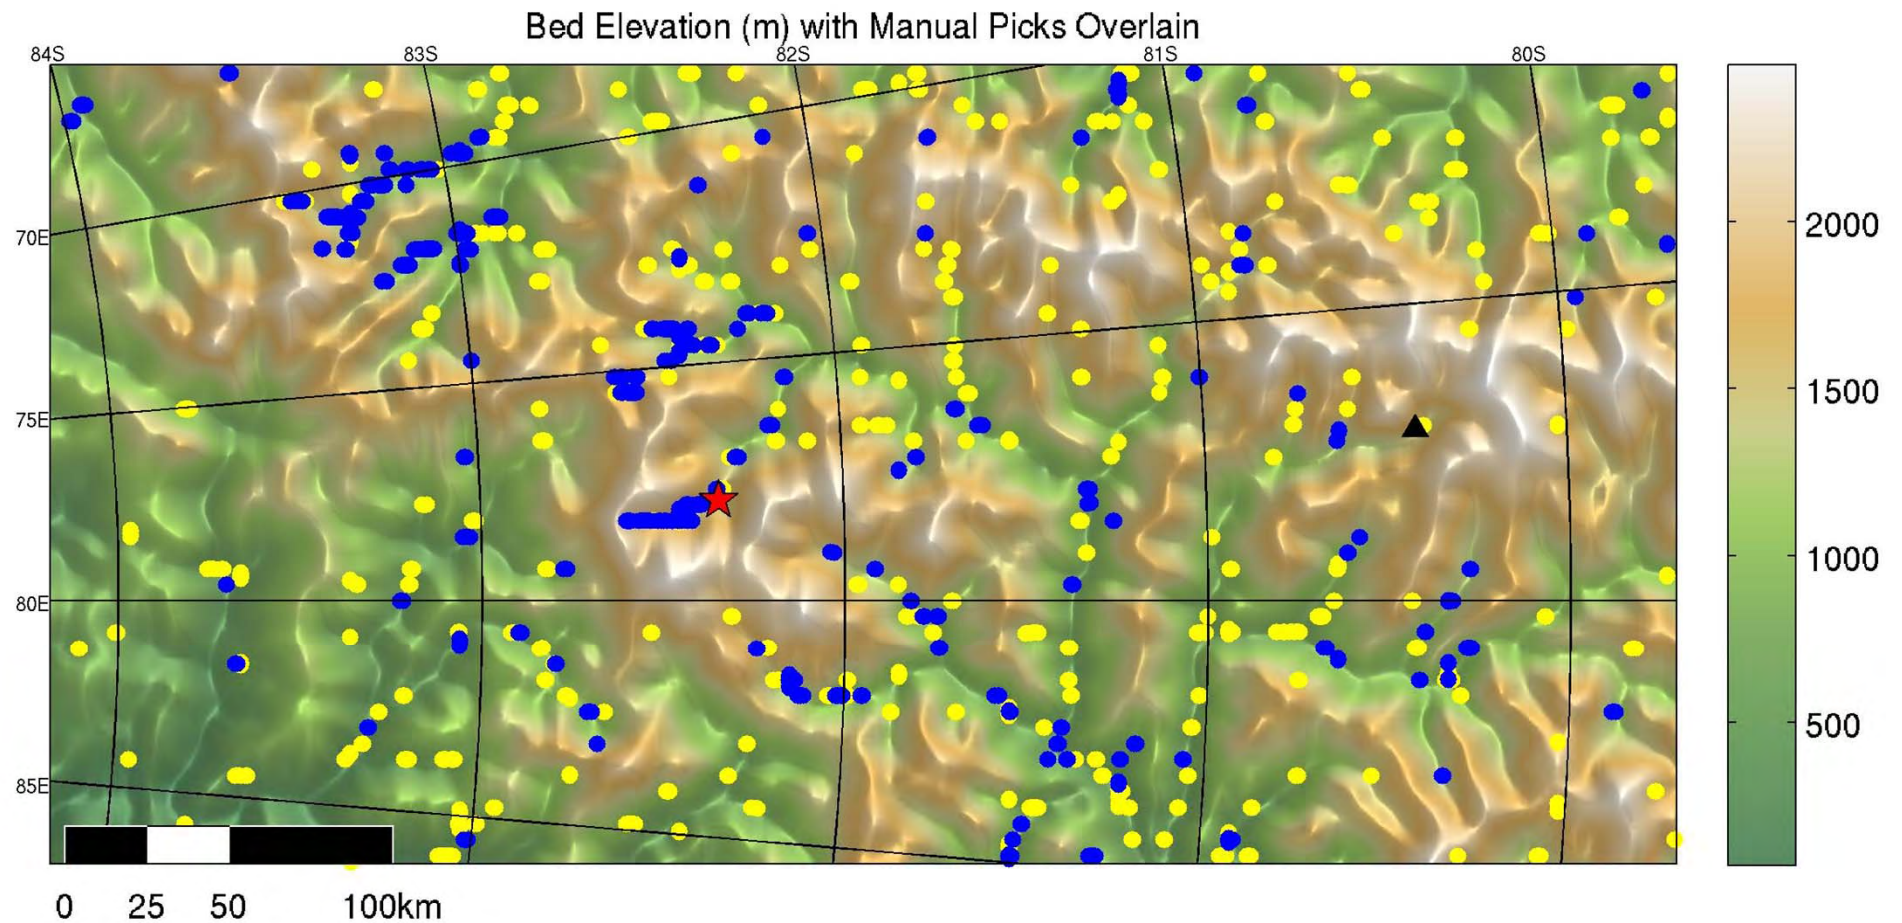 Bed Elevation (m) with Manual Picks Overlain
84S 83S 82S 81S 80S
70E
75E
80E
85E
2000
1500
1000
500
0 25 50 100km